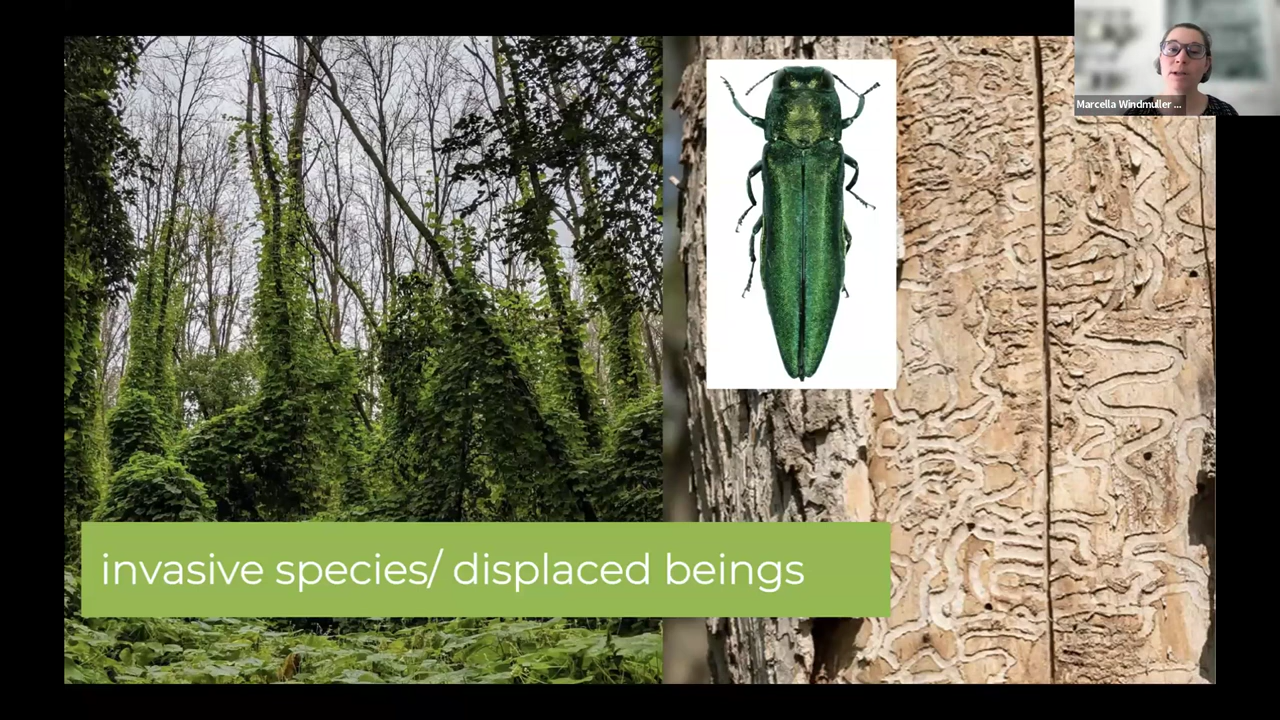 Marcella Windmuller ...
invasive species/ displaced beings